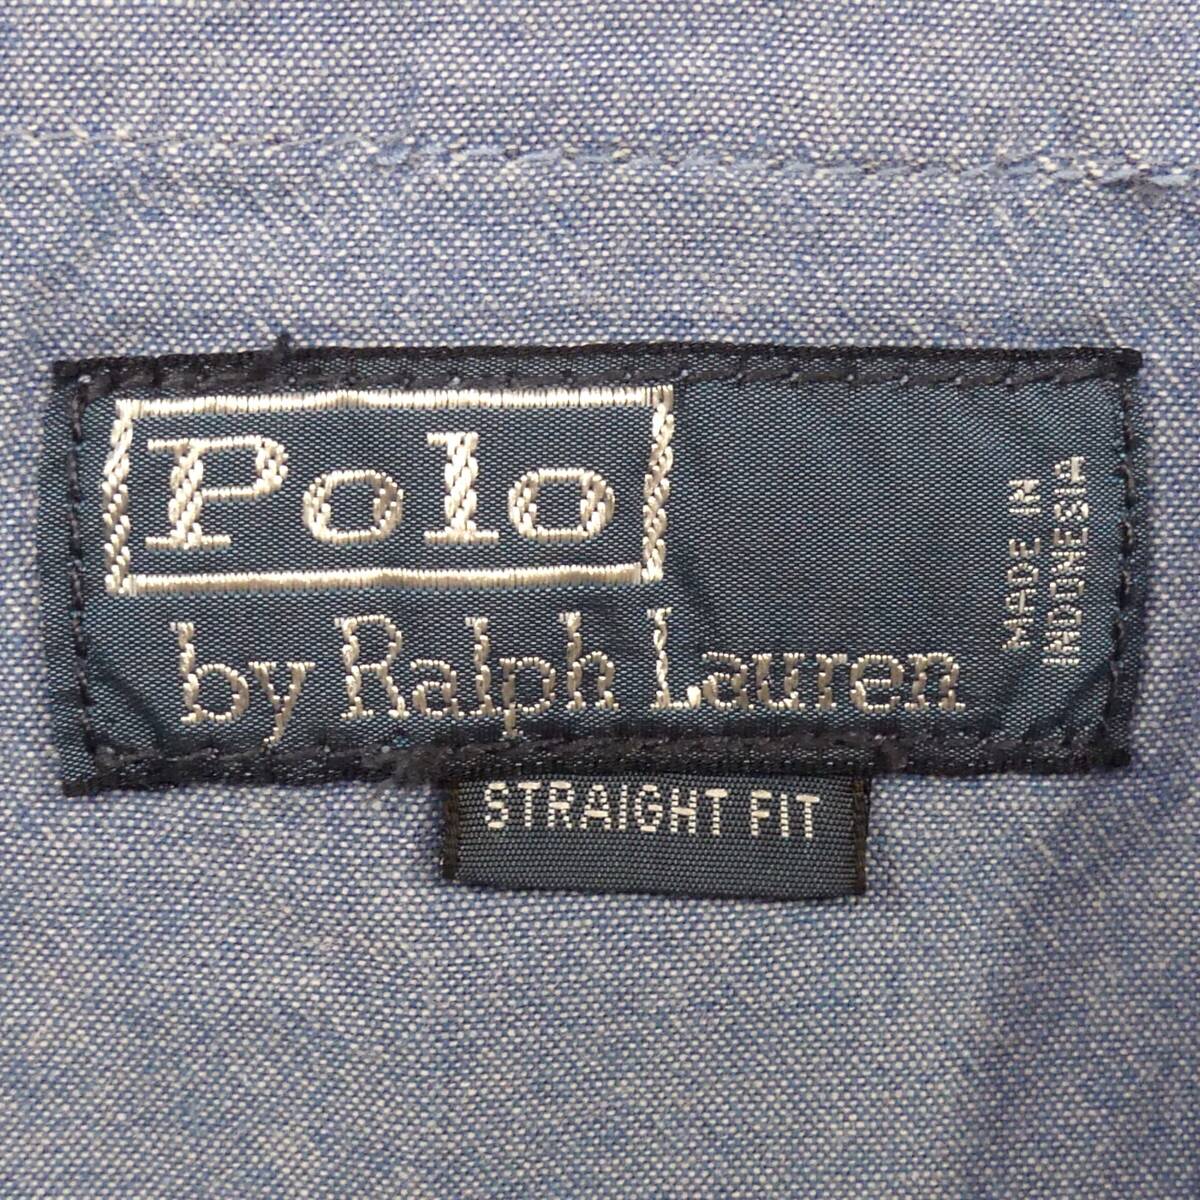 Polo
by Ralph Lauren
MADE IN
INDONESIA
STRAIGHT FIT